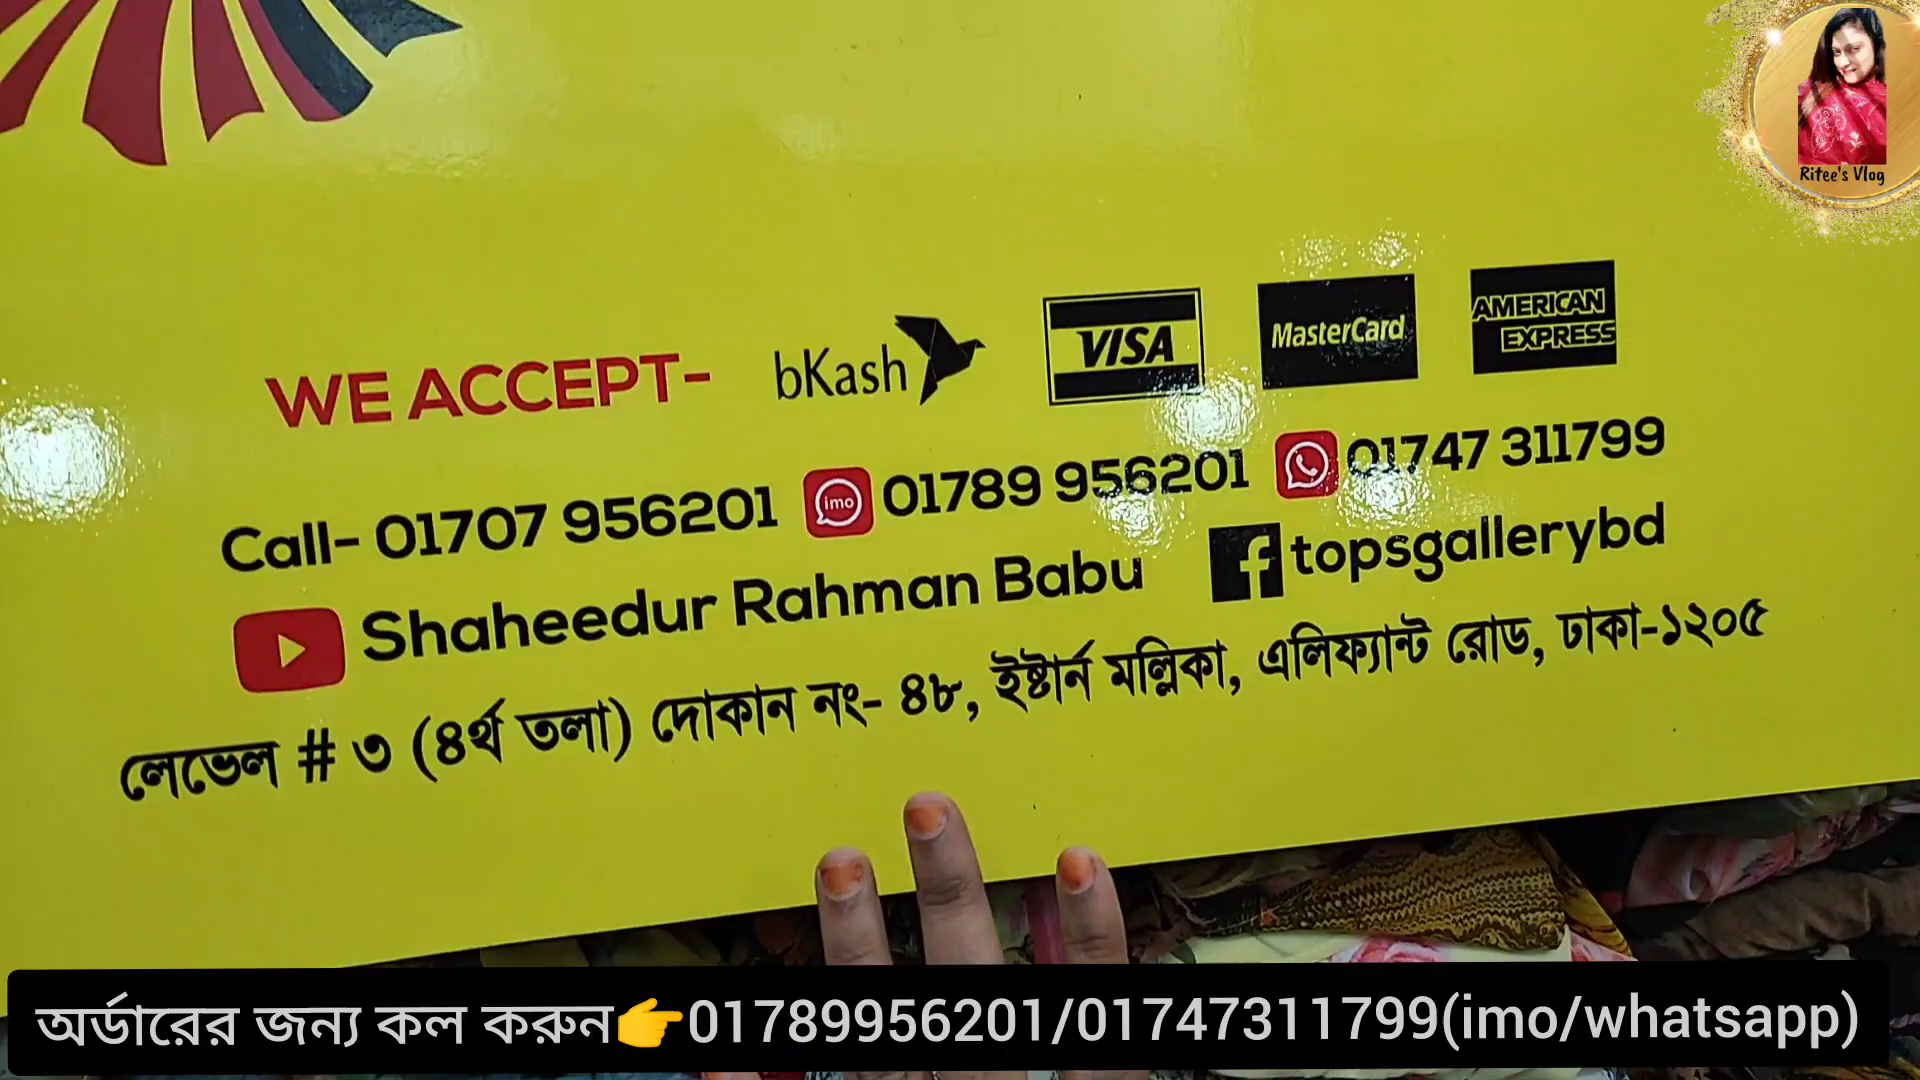 Ritee's Vlog
WE ACCEPT- bKash VISA MasterCard AMERICAN EXPRESS
Call- 01707 956201 imo 01789 956201 01747 311799
Shaheedur Rahman Babu f topsgallerybd
লেভেল # ৩ (৪র্থ তলা) দোকান নং- ৪৮, ইষ্টার্ন মল্লিকা, এলিফ্যান্ট রোড, ঢাকা-১২০৫
অর্ডারের জন্য কল করুন👉01789956201/01747311799(imo/whatsapp)